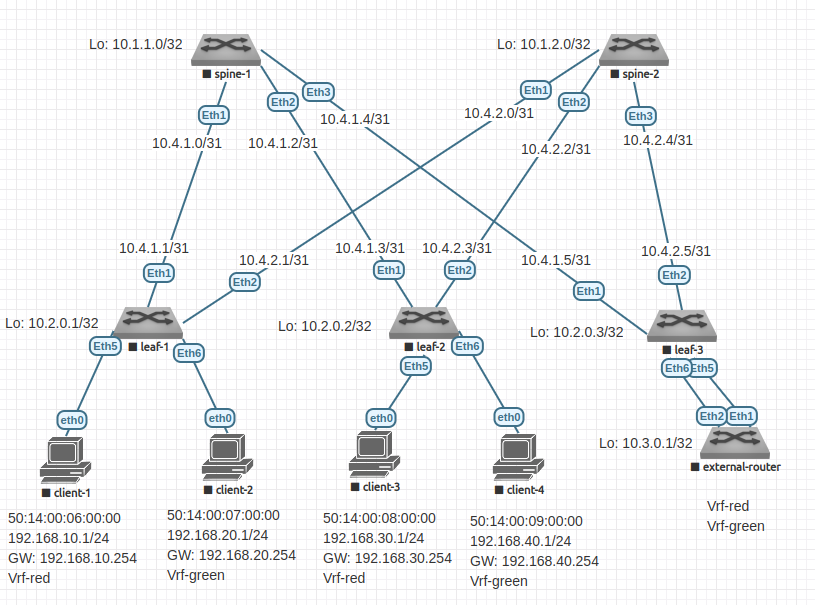 Lo: 10.1.1.0/32
spine-1
Lo: 10.1.2.0/32
spine-2
Eth1
Eth2
Eth3
Eth1
Eth2
Eth3
10.4.1.0/31
10.4.1.2/31
10.4.1.4/31
10.4.2.0/31
10.4.2.2/31
10.4.2.4/31
10.4.1.1/31
10.4.2.1/31
10.4.1.3/31
10.4.2.3/31
10.4.1.5/31
10.4.2.5/31
Eth1
Eth2
Eth1
Eth2
Eth1
Eth2
Lo: 10.2.0.1/32
leaf-1
Lo: 10.2.0.2/32
leaf-2
Lo: 10.2.0.3/32
leaf-3
Eth5
Eth6
Eth5
Eth6
Eth6
Eth5
eth0
eth0
eth0
eth0
Eth2
Eth1
Lo: 10.3.0.1/32
external-router
Vrf-red
Vrf-green
client-1
50:14:00:06:00:00
192.168.10.1/24
GW: 192.168.10.254
Vrf-red
client-2
50:14:00:07:00:00
192.168.20.1/24
GW: 192.168.20.254
Vrf-green
client-3
50:14:00:08:00:00
192.168.30.1/24
GW: 192.168.30.254
Vrf-red
client-4
50:14:00:09:00:00
192.168.40.1/24
GW: 192.168.40.254
Vrf-green